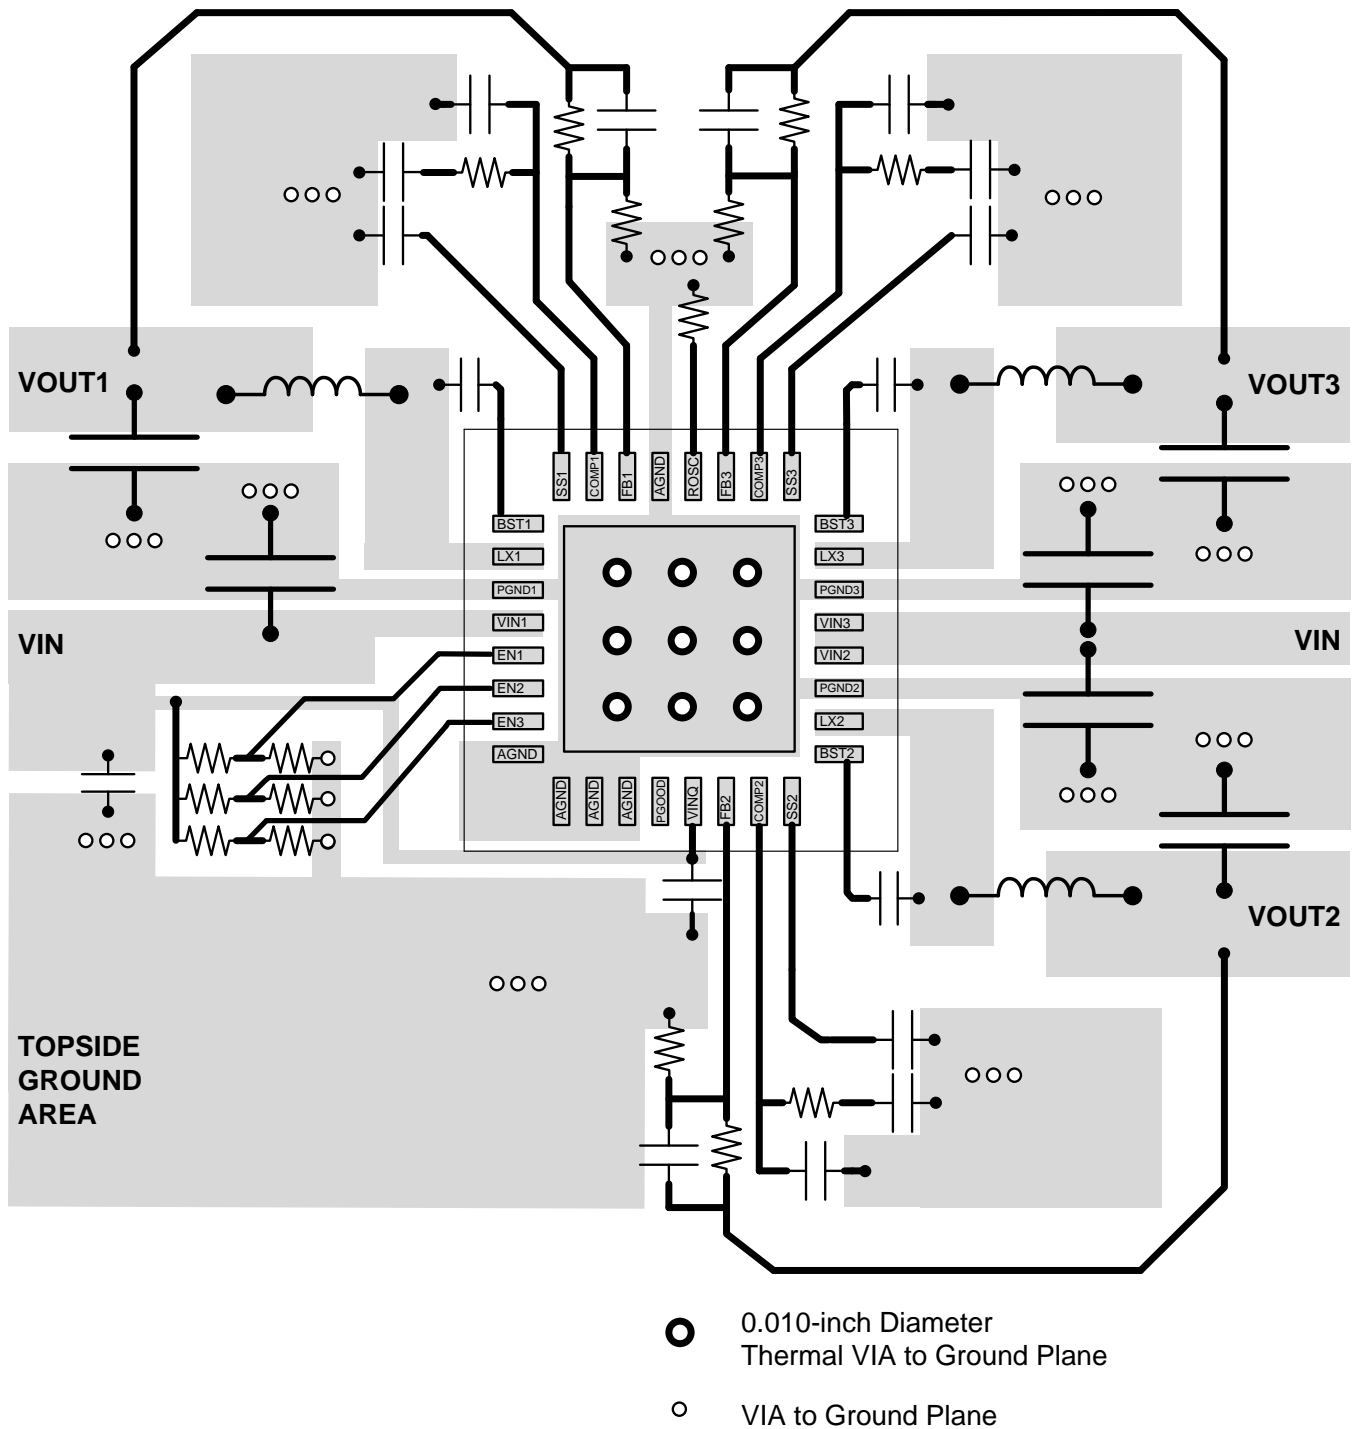 VOUT1
VOUT3
SS1
COMP1
FB1
AGND
ROSC
FB3
COMP3
SS3
BST1
BST3
LX1
LX3
PGND1
PGND3
VIN
VIN1
VIN3
VIN
EN1
VIN2
EN2
PGND2
EN3
LX2
AGND
BST2
AGND
AGND
AGND
PGOOD
VINQ
FB2
COMP2
SS2
VOUT2
TOPSIDE
GROUND
AREA
0.010-inch Diameter
Thermal VIA to Ground Plane
VIA to Ground Plane